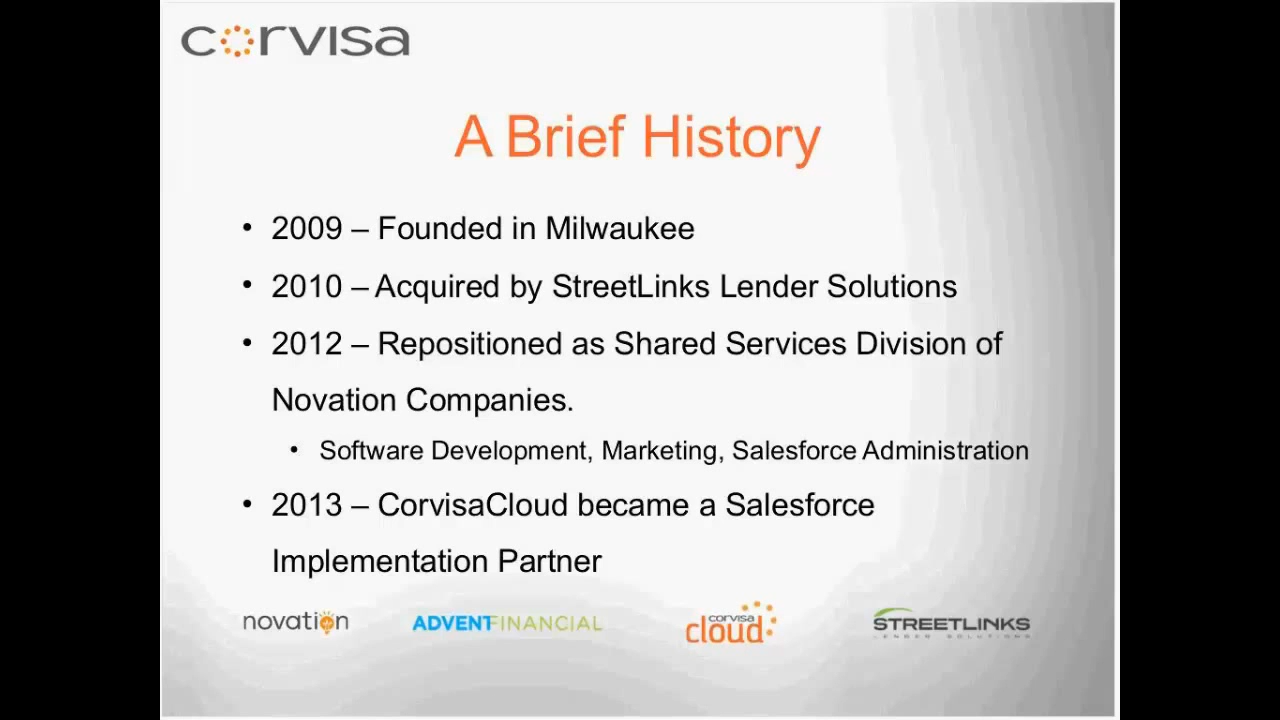 corvisa
A Brief History
• 2009 – Founded in Milwaukee
• 2010 – Acquired by StreetLinks Lender Solutions
• 2012 – Repositioned as Shared Services Division of
Novation Companies.
• Software Development, Marketing, Salesforce Administration
• 2013 – CorvisaCloud became a Salesforce
Implementation Partner
novation
ADVENTFINANCIAL
corvisa
cloud
STREETLINKS
LENDER SOLUTIONS